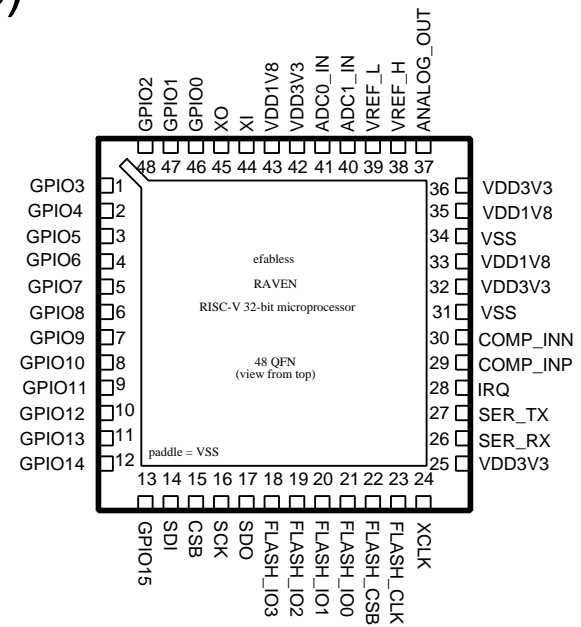 )
GPIO2
GPIO1
GPIO0
XO
XI
VDD1V8
VDD3V3
ADC0_IN
ADC1_IN
VREF_L
VREF_H
ANALOG_OUT
48 47 46 45 44 43 42 41 40 39 38 37
GPIO3 1
GPIO4 2
GPIO5 3
GPIO6 4
GPIO7 5
GPIO8 6
GPIO9 7
GPIO10 8
GPIO11 9
GPIO12 10
GPIO13 11
GPIO14 12
efabless
RAVEN
RISC-V 32-bit microprocessor
48 QFN
(view from top)
paddle = VSS
36 VDD3V3
35 VDD1V8
34 VSS
33 VDD1V8
32 VDD3V3
31 VSS
30 COMP_INN
29 COMP_INP
28 IRQ
27 SER_TX
26 SER_RX
25 VDD3V3
13 14 15 16 17 18 19 20 21 22 23 24
GPIO15
SDI
CSB
SCK
SDO
FLASH_IO3
FLASH_IO2
FLASH_IO1
FLASH_IO0
FLASH_CSB
FLASH_CLK
XCLK